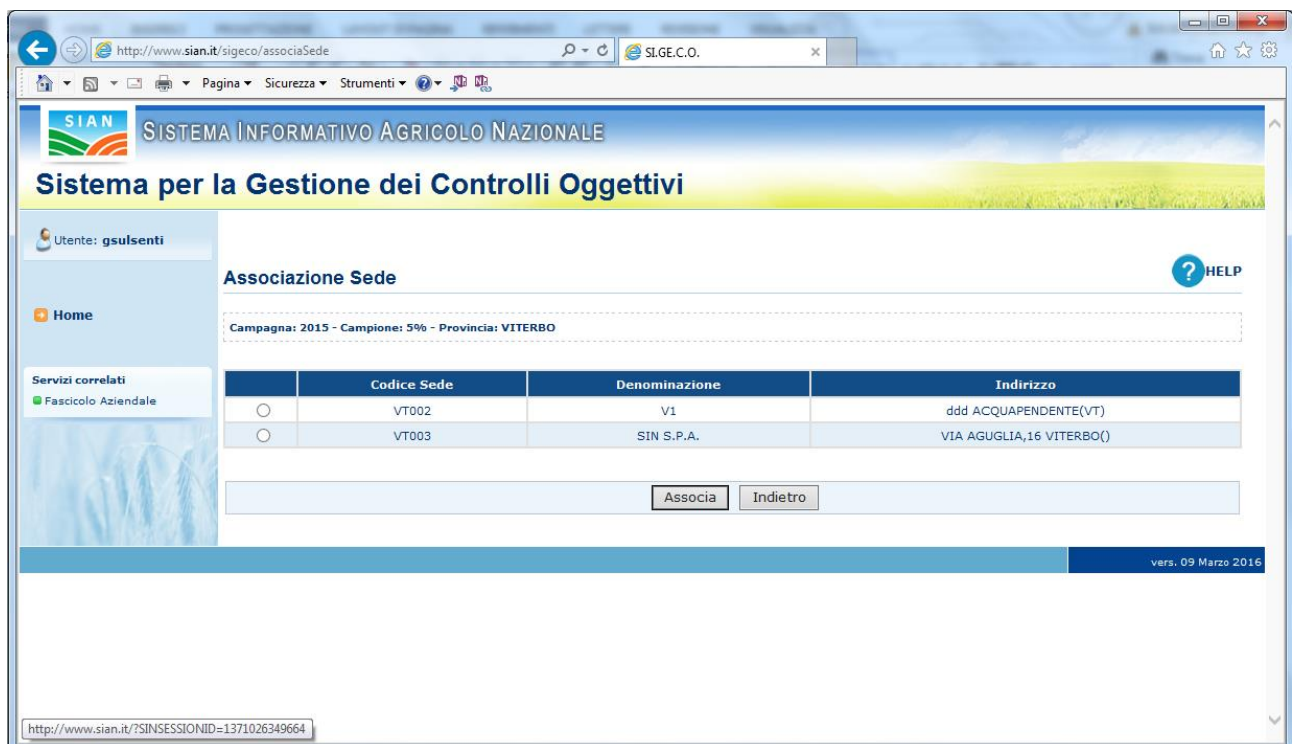 http://www.sian.it/sigeco/associaSede
SI.GE.C.O.
Pagina Sicurezza Strumenti
SIAN
SISTEMA INFORMATIVO AGRICOLO NAZIONALE
Sistema per la Gestione dei Controlli Oggettivi
Utente: gsulsenti
HELP
Associazione Sede
Home
Campagna: 2015 - Campione: 5% - Provincia: VITERBO
Servizi correlati
Fascicolo Aziendale
Codice Sede Denominazione Indirizzo
VT002 V1 ddd ACQUAPENDENTE(VT)
VT003 SIN S.P.A. VIA AGUGLIA,16 VITERBO()
Associa Indietro
vers. 09 Marzo 2016
http://www.sian.it/?SINSESSIONID=1371026349664